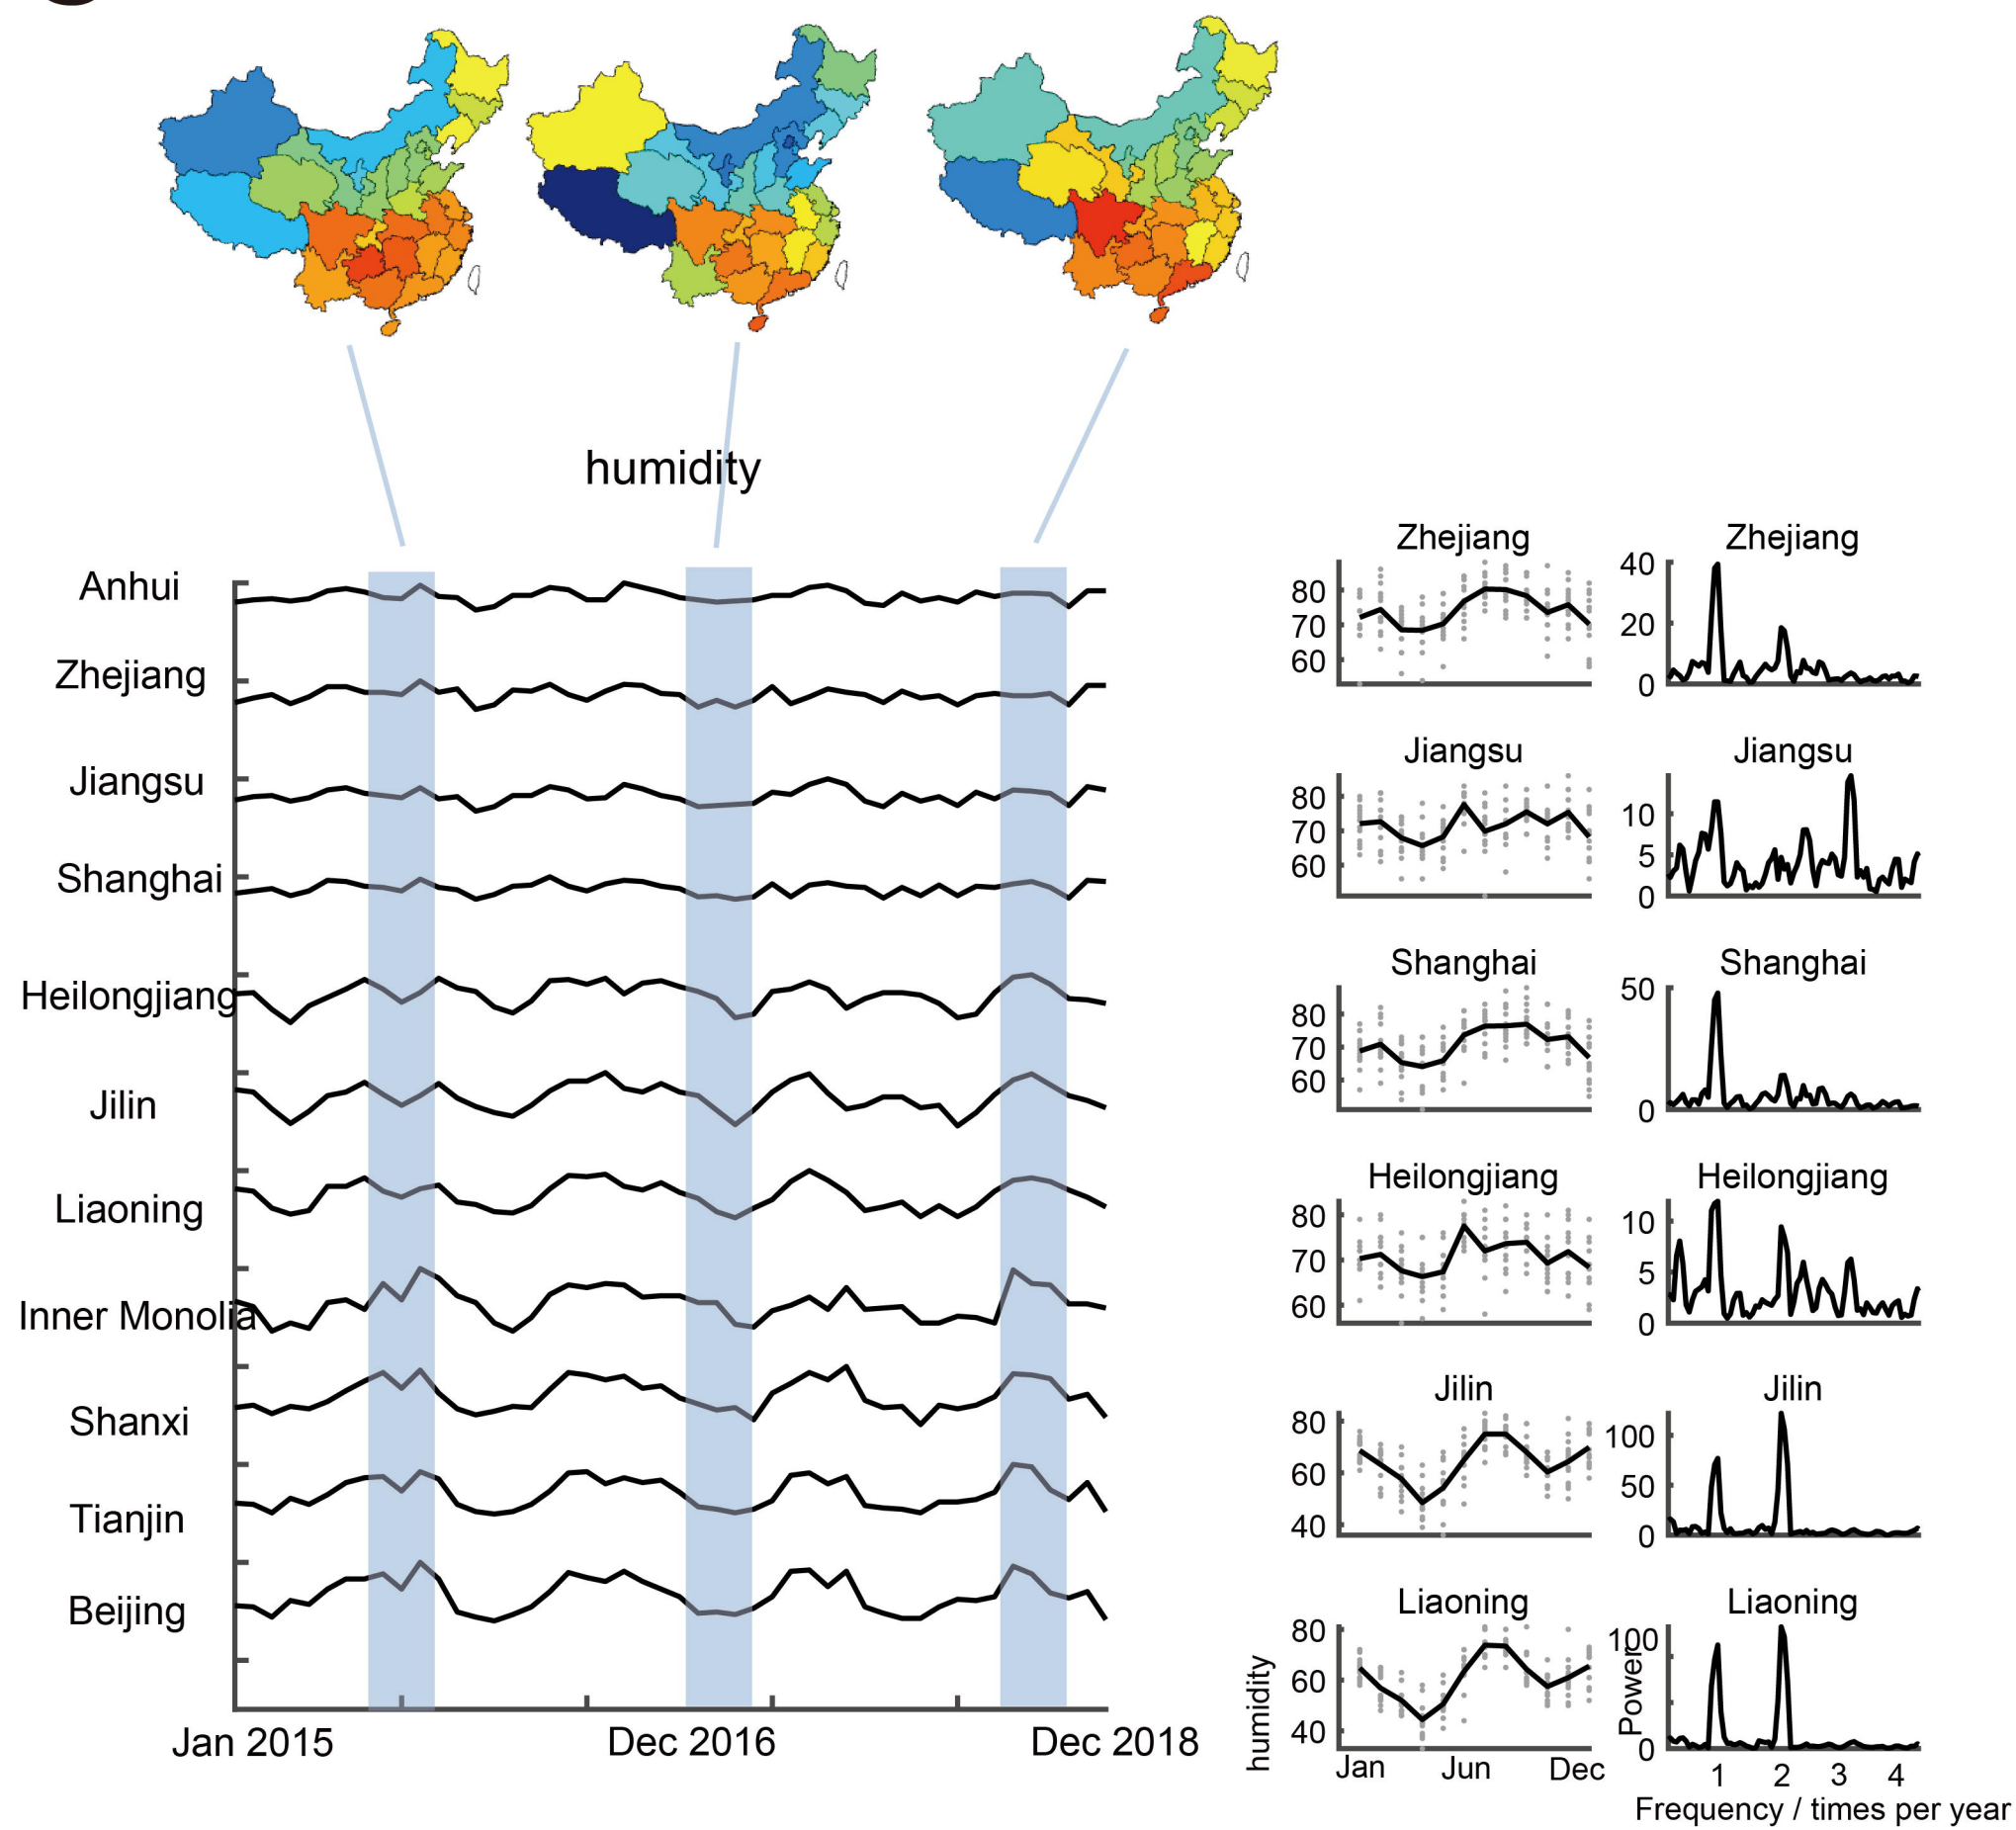 humidity
Anhui
Zhejiang
Jiangsu
Shanghai
Heilongjiang
Jilin
Liaoning
Inner Monolia
Shanxi
Tianjin
Beijing
Jan 2015
Dec 2016
Dec 2018
Zhejiang
80
70
60
Zhejiang
40
20
0
Jiangsu
80
70
60
Jiangsu
10
5
0
Shanghai
80
70
60
Shanghai
50
0
Heilongjiang
80
70
60
Heilongjiang
10
5
0
Jilin
80
60
40
Jilin
100
50
0
Liaoning
80
60
40
humidity
Jan
Jun
Dec
Liaoning
100
0
Power
1
2
3
4
Frequency / times per year